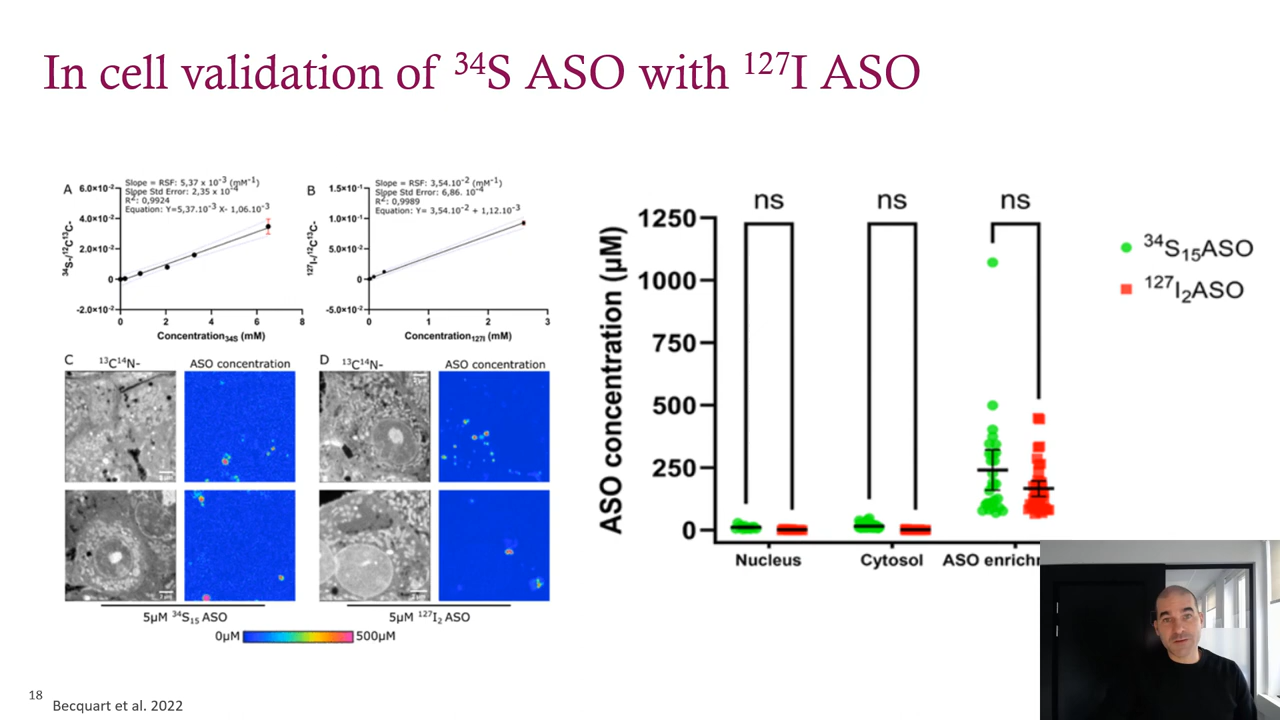 In cell validation of ³⁴S ASO with ¹²⁷I ASO
A
Slope = RSF: 5,37 x 10⁻³ (mM⁻¹)
Slope Std Error: 2,35 x 10⁻⁴
R²: 0,9924
Equation: Y=5,37.10⁻³ X- 1,06.10⁻³
6.0×10⁻²
4.0×10⁻²
2.0×10⁻²
0
-2.0×10⁻²
³⁴S-/¹²C¹³C-
0 2 4 6 8
Concentration₃₄S (mM)
B
Slope = RSF: 3,54.10⁻² (mM⁻¹)
Slope Std Error: 6,86. 10⁻⁴
R²: 0,9989
Equation: Y= 3,54.10⁻² + 1,12.10⁻³
1.5×10⁻¹
1.0×10⁻¹
5.0×10⁻²
0
-5.0×10⁻²
¹²⁷I-/¹²C¹³C-
0 1 2 3
Concentration₁₂₇I (mM)
C ¹³C¹⁴N- ASO concentration
D ¹³C¹⁴N- ASO concentration
5µM ³⁴S₁₅ ASO
5µM ¹²⁷I₂ ASO
0µM 500µM
ns ns ns
1250
1000
750
500
250
0
ASO concentration (µM)
Nucleus Cytosol ASO
³⁴S₁₅ASO
¹²⁷I₂ASO
18
Becquart et al. 2022